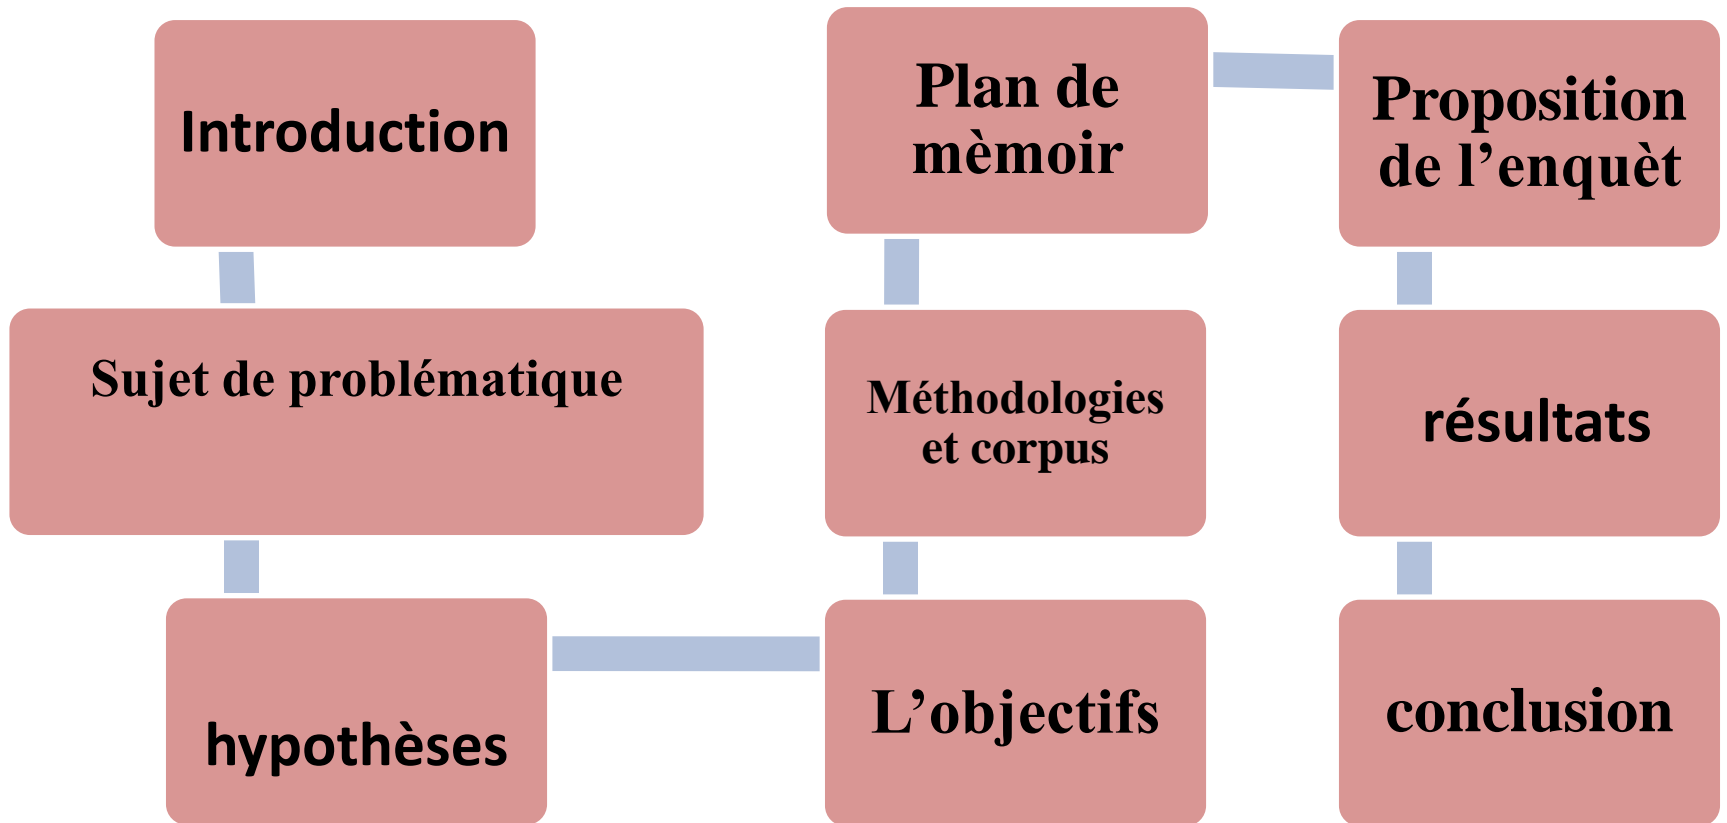 Introduction
Sujet de problématique
hypothèses
L’objectifs
Méthodologies
et corpus
Plan de
mèmoir
Proposition
de l’enquèt
résultats
conclusion